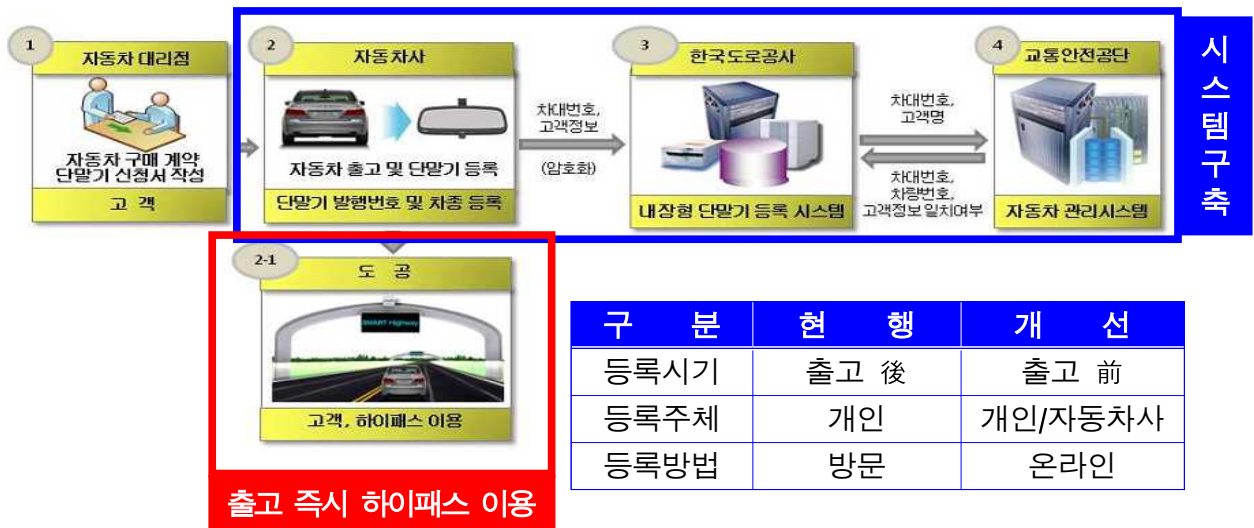 1
자동차 대리점
자동차 구매 계약
단말기 신청서 작성
고 객
2
자동차사
자동차 출고 및 단말기 등록
단말기 발행번호 및 차종 등록
차대번호,
고객정보
(암호화)
3
한국도로공사
내장형 단말기 등록 시스템
차대번호,
고객명
차대번호,
차량번호,
고객정보 일치여부
4
교통안전공단
자동차 관리시스템
시스템구축
2-1
도 공
SMART Highway
고객, 하이패스 이용
출고 즉시 하이패스 이용
구 분 현 행 개 선
등록시기 출고 後 출고 前
등록주체 개인 개인/자동차사
등록방법 방문 온라인